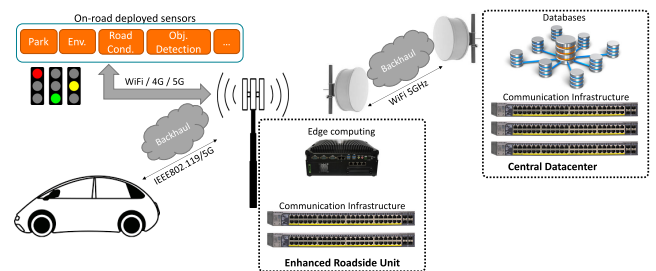 On-road deployed sensors
Park
Env.
Road
Cond.
Obj.
Detection
...
WiFi / 4G / 5G
Backhaul
IEEE802.119/5G
Backhaul
WiFi 5GHz
Edge computing
Communication Infrastructure
Enhanced Roadside Unit
Databases
Communication Infrastructure
Central Datacenter